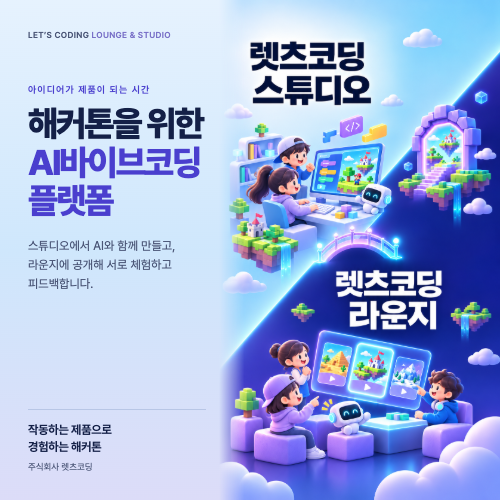 LET'S CODING LOUNGE & STUDIO
아이디어가 제품이 되는 시간
해커톤을 위한
AI바이브코딩
플랫폼
스튜디오에서 AI와 함께 만들고,
라운지에 공개해 서로 체험하고
피드백합니다.
작동하는 제품으로
경험하는 해커톤
주식회사 렛츠코딩
렛츠코딩
스튜디오
</>
렛츠코딩
라운지